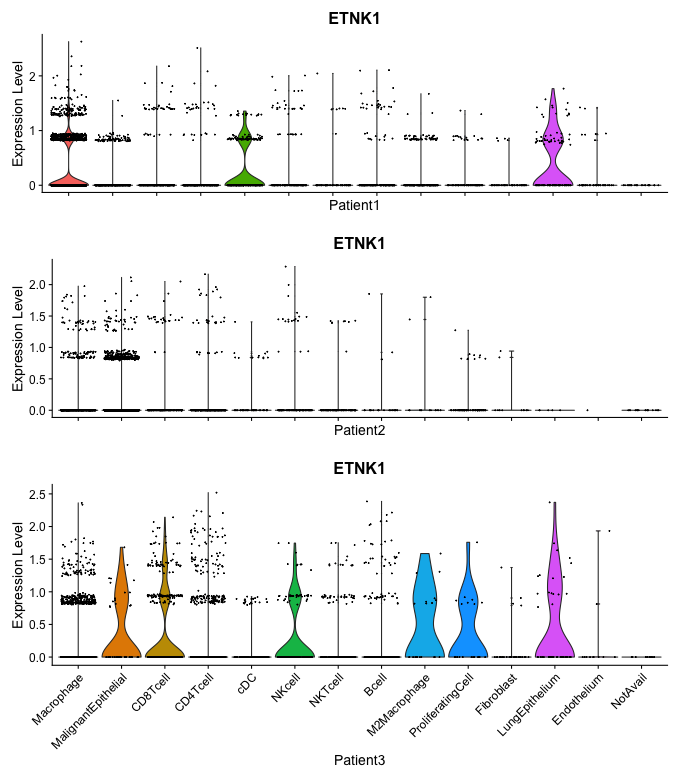 ETNK1
Expression Level
2
1
0
Patient1
ETNK1
Expression Level
2.0
1.5
1.0
0.5
0.0
Patient2
ETNK1
Expression Level
2.5
2.0
1.5
1.0
0.5
0.0
Macrophage
MalignantEpithelial
CD8Tcell
CD4Tcell
cDC
NKcell
NKTcell
Bcell
M2Macrophage
ProliferatingCell
Fibroblast
LungEpithelium
Endothelium
NotAvail
Patient3